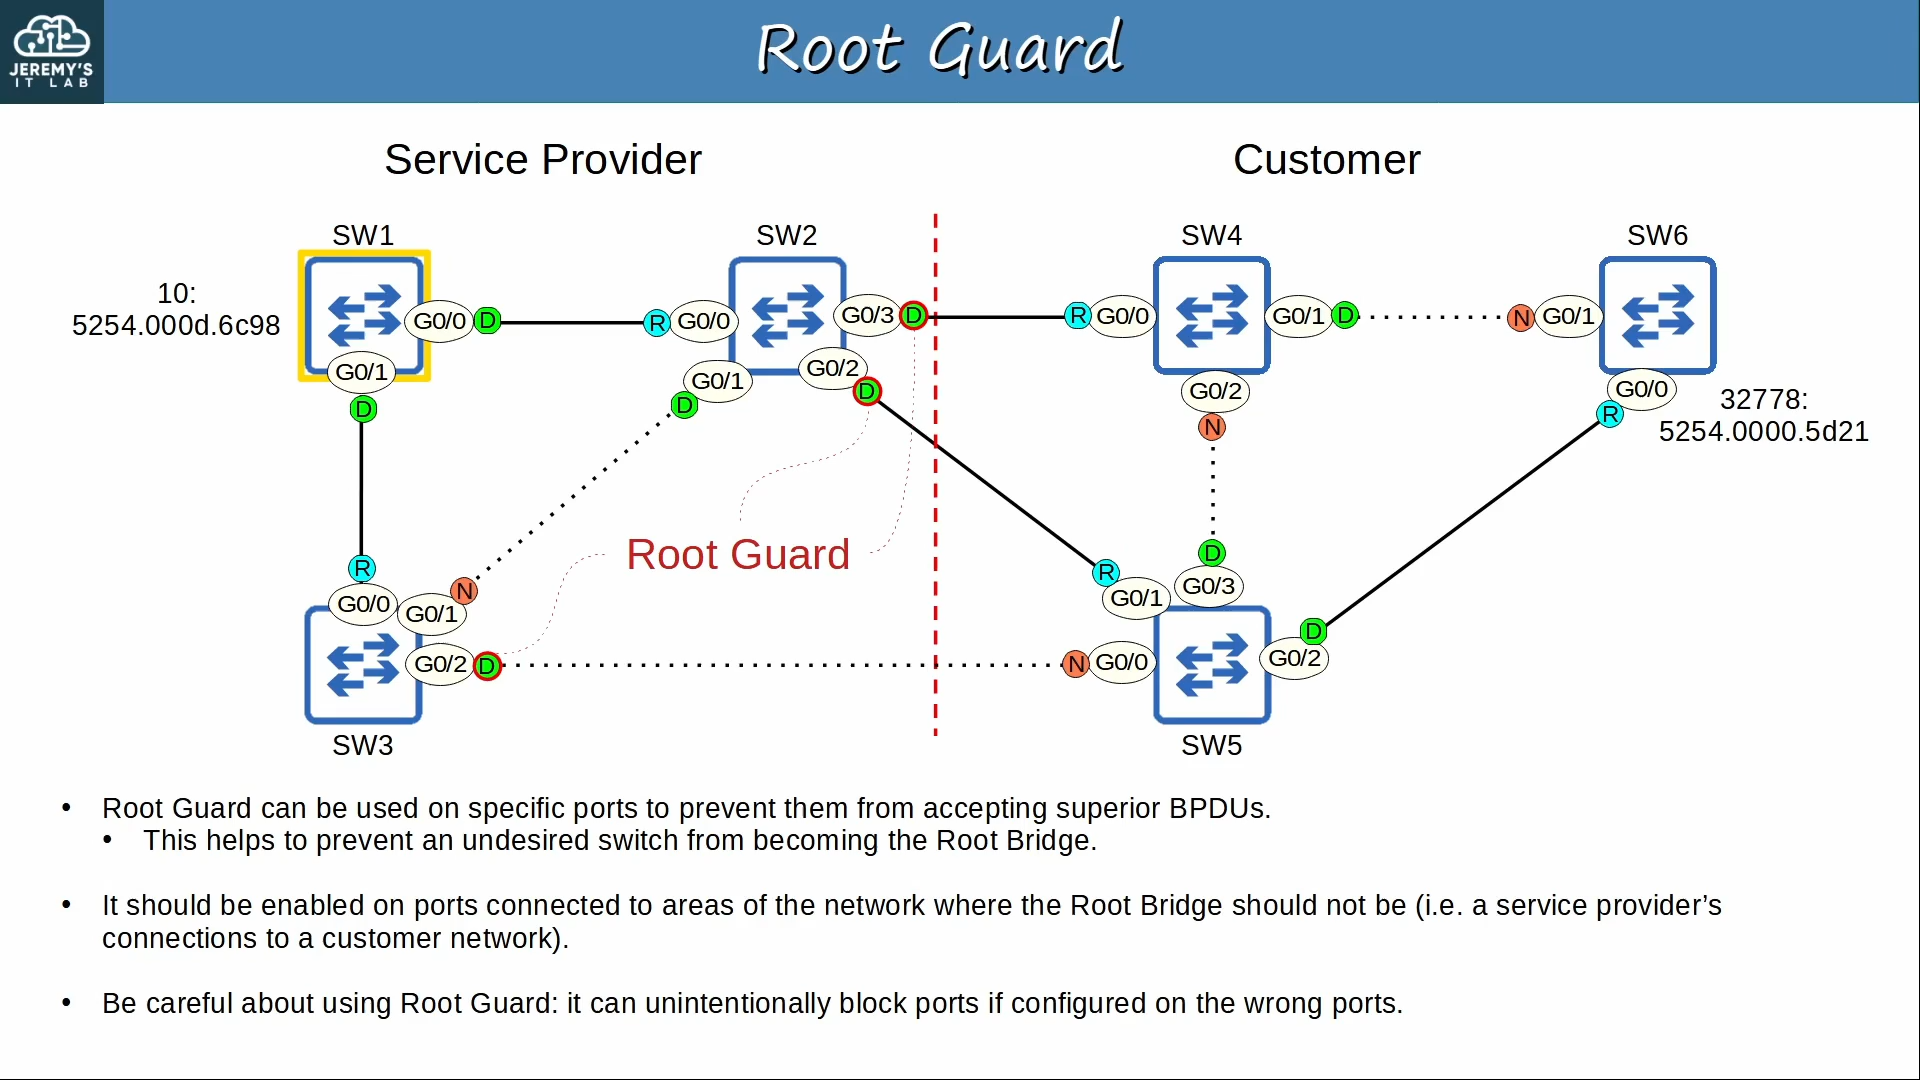 JEREMY'S
IT LAB
Root Guard
Service Provider
Customer
SW1
SW2
SW4
SW6
10:
5254.000d.6c98
G0/0
D
R
G0/0
G0/3
D
R
G0/0
G0/1
D
N
G0/1
G0/1
D
G0/1
D
G0/2
D
G0/2
N
G0/0
R
32778:
5254.0000.5d21
Root Guard
R
G0/0
N
G0/1
G0/2
D
R
G0/1
D
G0/3
N
G0/0
D
G0/2
SW3
SW5
• Root Guard can be used on specific ports to prevent them from accepting superior BPDUs.
• This helps to prevent an undesired switch from becoming the Root Bridge.
• It should be enabled on ports connected to areas of the network where the Root Bridge should not be (i.e. a service provider’s
connections to a customer network).
• Be careful about using Root Guard: it can unintentionally block ports if configured on the wrong ports.